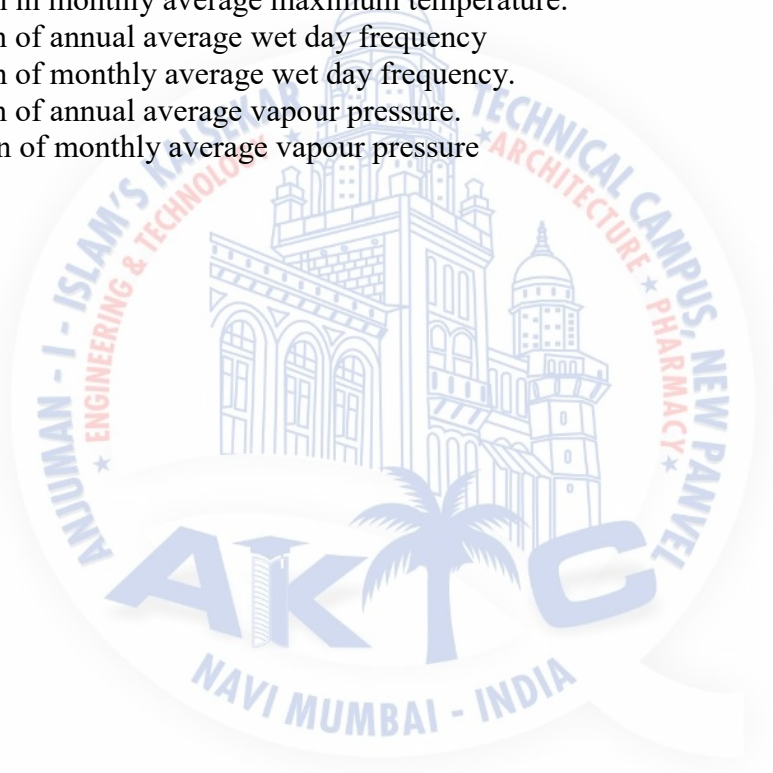 n in monthly average maximum temperature.
n of annual average wet day frequency
n of monthly average wet day frequency.
n of annual average vapour pressure.
n of monthly average vapour pressure
ANJUMAN - I - ISLAM'S KALSEKAR TECHNICAL CAMPUS, NEW PANVEL
★ ENGINEERING & TECHNOLOGY ★ ★ ARCHITECTURE ★ PHARMACY ★
AKTC
NAVI MUMBAI - INDIA